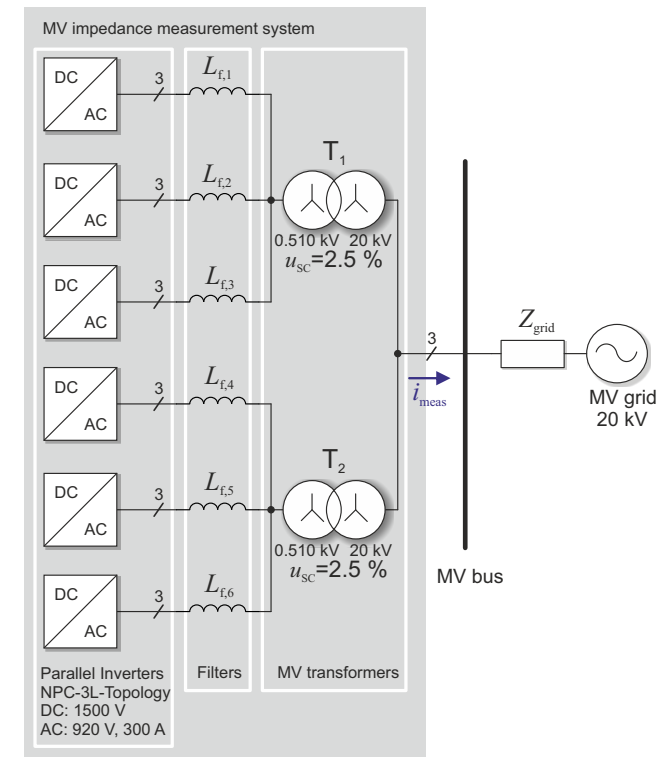 MV impedance measurement system
DC
AC
3
L_f,1
DC
AC
3
L_f,2
DC
AC
3
L_f,3
DC
AC
3
L_f,4
DC
AC
3
L_f,5
DC
AC
3
L_f,6
T_1
0.510 kV 20 kV
u_SC=2.5 %
T_2
0.510 kV 20 kV
u_SC=2.5 %
3
i_meas
MV bus
Z_grid
MV grid
20 kV
Parallel Inverters
NPC-3L-Topology
DC: 1500 V
AC: 920 V, 300 A
Filters
MV transformers